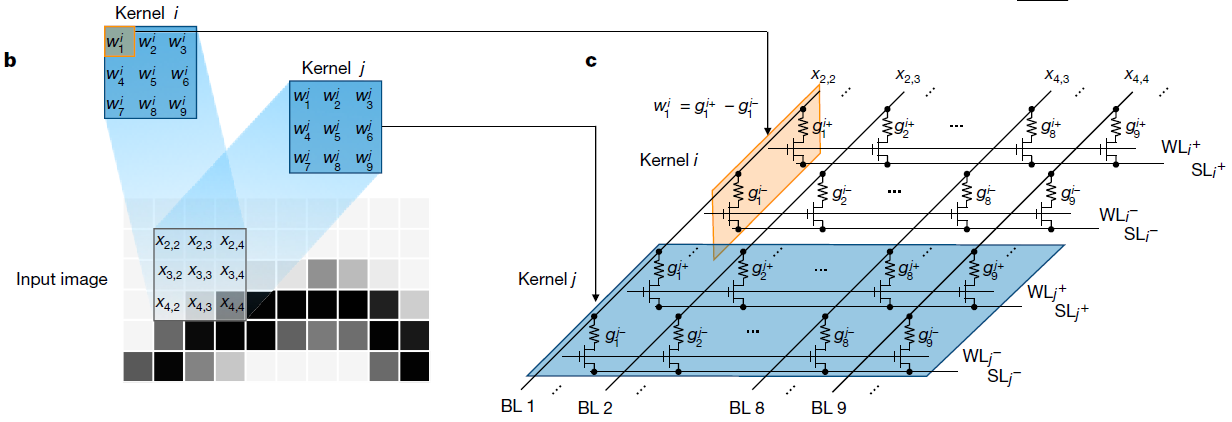 b
Kernel i
w₁ⁱ w₂ⁱ w₃ⁱ
w₄ⁱ w₅ⁱ w₆ⁱ
w₇ⁱ w₈ⁱ w₉ⁱ
Kernel j
w₁ʲ w₂ʲ w₃ʲ
w₄ʲ w₅ʲ w₆ʲ
w₇ʲ w₈ʲ w₉ʲ
Input image
x₂,₂ x₂,₃ x₂,₄
x₃,₂ x₃,₃ x₃,₄
x₄,₂ x₄,₃ x₄,₄
c
x₂,₂ x₂,₃ x₄,₃ x₄,₄
w₁ⁱ = g₁ⁱ⁺ − g₁ⁱ⁻
Kernel i
g₁ⁱ⁺ g₂ⁱ⁺ ... g₈ⁱ⁺ g₉ⁱ⁺
WLᵢ⁺
SLᵢ⁺
g₁ⁱ⁻ g₂ⁱ⁻ ... g₈ⁱ⁻ g₉ⁱ⁻
WLᵢ⁻
SLᵢ⁻
Kernel j
g₁ʲ⁺ g₂ʲ⁺ ... g₈ʲ⁺ g₉ʲ⁺
WLⱼ⁺
SLⱼ⁺
g₁ʲ⁻ g₂ʲ⁻ ... g₈ʲ⁻ g₉ʲ⁻
WLⱼ⁻
SLⱼ⁻
BL 1 BL 2 BL 8 BL 9